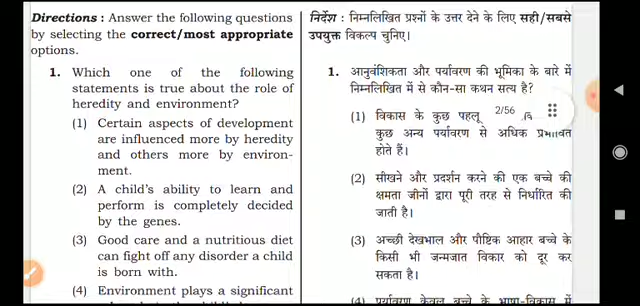 Directions : Answer the following questions
by selecting the correct/most appropriate
options.
1. Which one of the following
statements is true about the role of
heredity and environment?
(1) Certain aspects of development
are influenced more by heredity
and others more by environ-
ment.
(2) A child's ability to learn and
perform is completely decided
by the genes.
(3) Good care and a nutritious diet
can fight off any disorder a child
is born with.
(4) Environment plays a significant
निर्देश : निम्नलिखित प्रश्नों के उत्तर देने के लिए सही/सबसे
उपयुक्त विकल्प चुनिए।
1. आनुवंशिकता और पर्यावरण की भूमिका के बारे में
निम्नलिखित में से कौन-सा कथन सत्य है?
(1) विकास के कुछ पहलू
2/56
कुछ अन्य पर्यावरण से अधिक प्रभावित
होते हैं।
(2) सीखने और प्रदर्शन करने की एक बच्चे की
क्षमता जीनों द्वारा पूरी तरह से निर्धारित की
जाती है।
(3) अच्छी देखभाल और पौष्टिक आहार बच्चे के
किसी भी जन्मजात विकार को दूर कर
सकता है।
(4) पर्यावरण केवल बच्चे के भाषा-विकास में